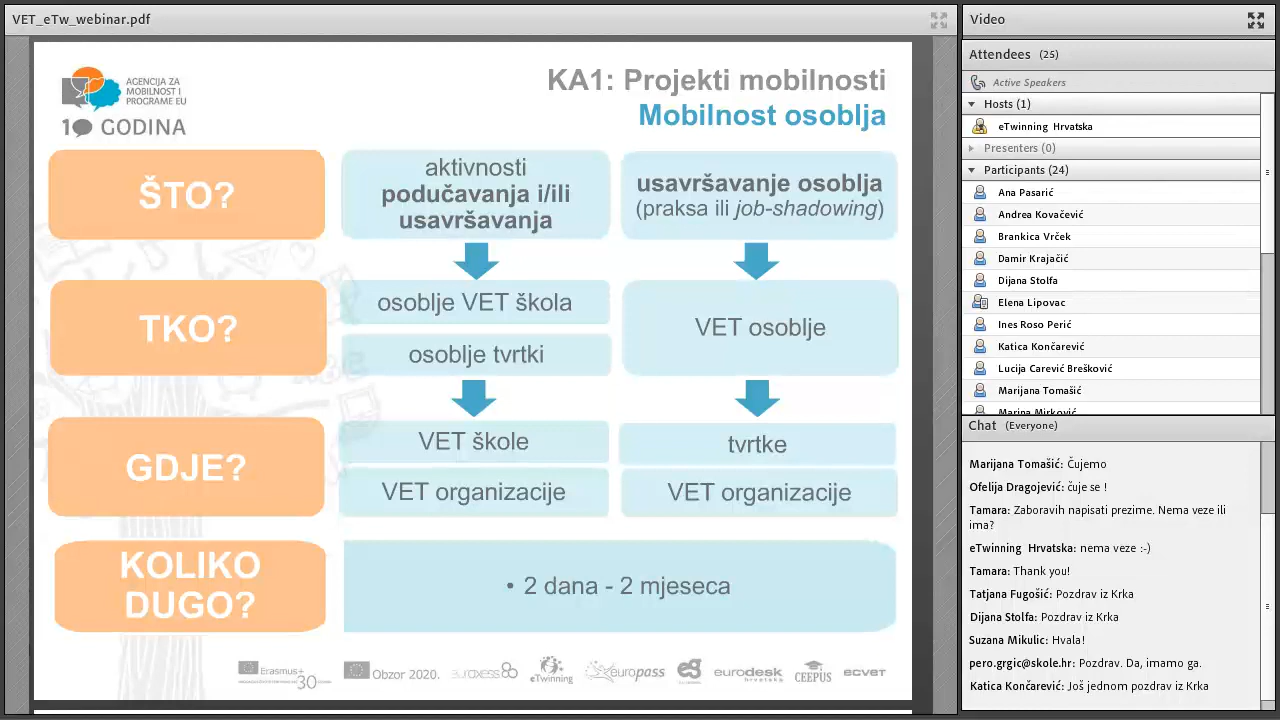 VET_eTw_webinar.pdf
AGENCIJA ZA
MOBILNOST I
PROGRAME EU
10 GODINA
KA1: Projekti mobilnosti
Mobilnost osoblja
ŠTO?
aktivnosti
podučavanja i/ili
usavršavanja
usavršavanje osoblja
(praksa ili job-shadowing)
TKO?
osoblje VET škola
osoblje tvrtki
VET osoblje
GDJE?
VET škole
VET organizacije
tvrtke
VET organizacije
KOLIKO
DUGO?
• 2 dana - 2 mjeseca
Erasmus+
30
Obzor 2020.
euraxess
eTwinning
europass
eurodesk
hrvatska
CEEPUS
ECVET
Video
Attendees (25)
Active Speakers
Hosts (1)
eTwinning Hrvatska
Presenters (0)
Participants (24)
Ana Pasarić
Andrea Kovačević
Brankica Vrček
Damir Krajačić
Dijana Stolfa
Elena Lipovac
Ines Roso Perić
Katica Končarević
Lucija Carević Brešković
Marijana Tomašić
Marina Mirković
Chat (Everyone)
Marijana Tomašić: Čujemo
Ofelija Dragojević: čuje se !
Tamara: Zaboravih napisati prezime. Nema veze ili
ima?
eTwinning Hrvatska: nema veze :-)
Tamara: Thank you!
Tatjana Fugošić: Pozdrav iz Krka
Dijana Stolfa: Pozdrav iz Krka
Suzana Mikulic: Hvala!
pero.grgic@skole.hr: Pozdrav. Da, imamo ga.
Katica Končarević: Još jednom pozdrav iz Krka